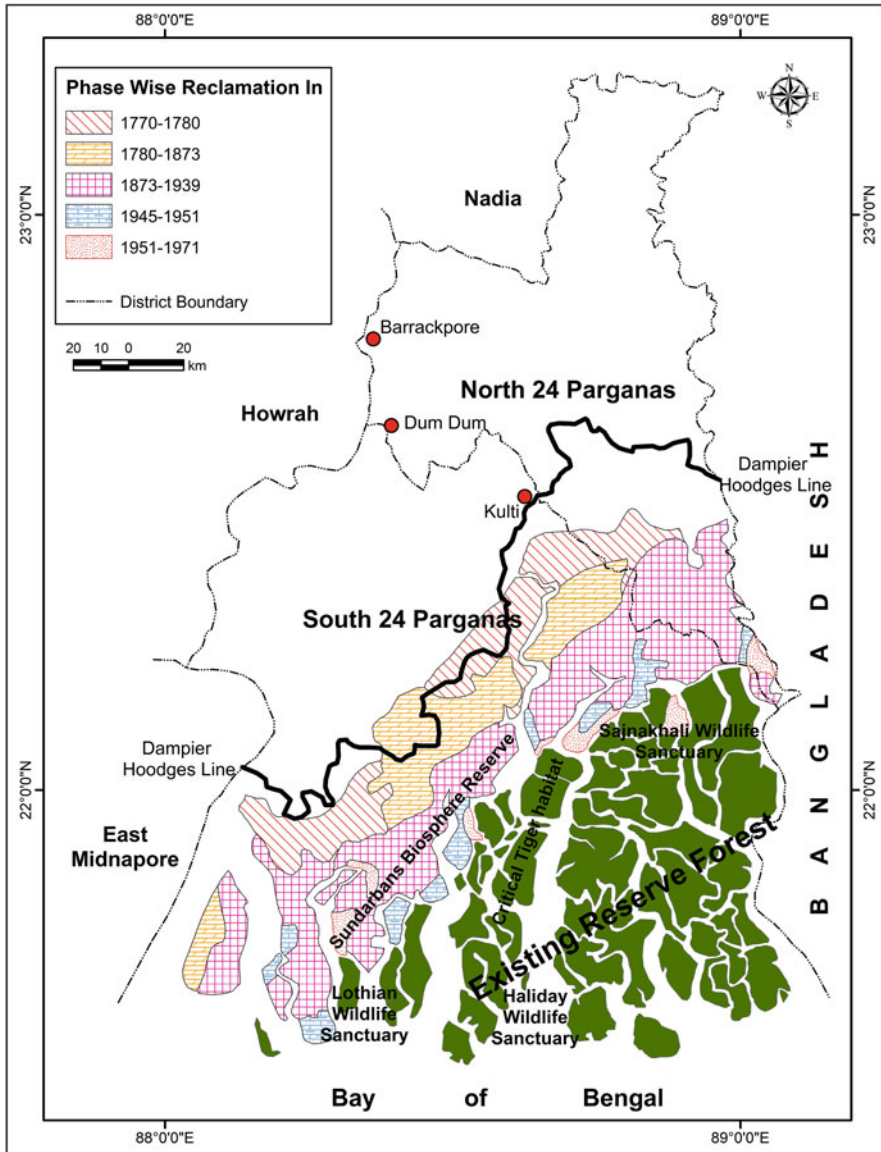 88°0'0"E
89°0'0"E
Phase Wise Reclamation In
1770-1780
1780-1873
1873-1939
1945-1951
1951-1971
District Boundary
N
W
E
S
20 10 0 20
km
23°0'0"N
23°0'0"N
Nadia
Barrackpore
North 24 Parganas
Howrah
Dum Dum
Dampier
Hoodges Line
Kulti
BANGLADESH
South 24 Parganas
Sajnakhali Wildlife
Sanctuary
Dampier
Hoodges Line
22°0'0"N
22°0'0"N
Sundarbans Biosphere Reserve
Critical Tiger habitat
East
Midnapore
Existing Reserve Forest
Lothian
Wildlife
Sanctuary
Haliday
Wildlife
Sanctuary
Bay of Bengal
88°0'0"E
89°0'0"E